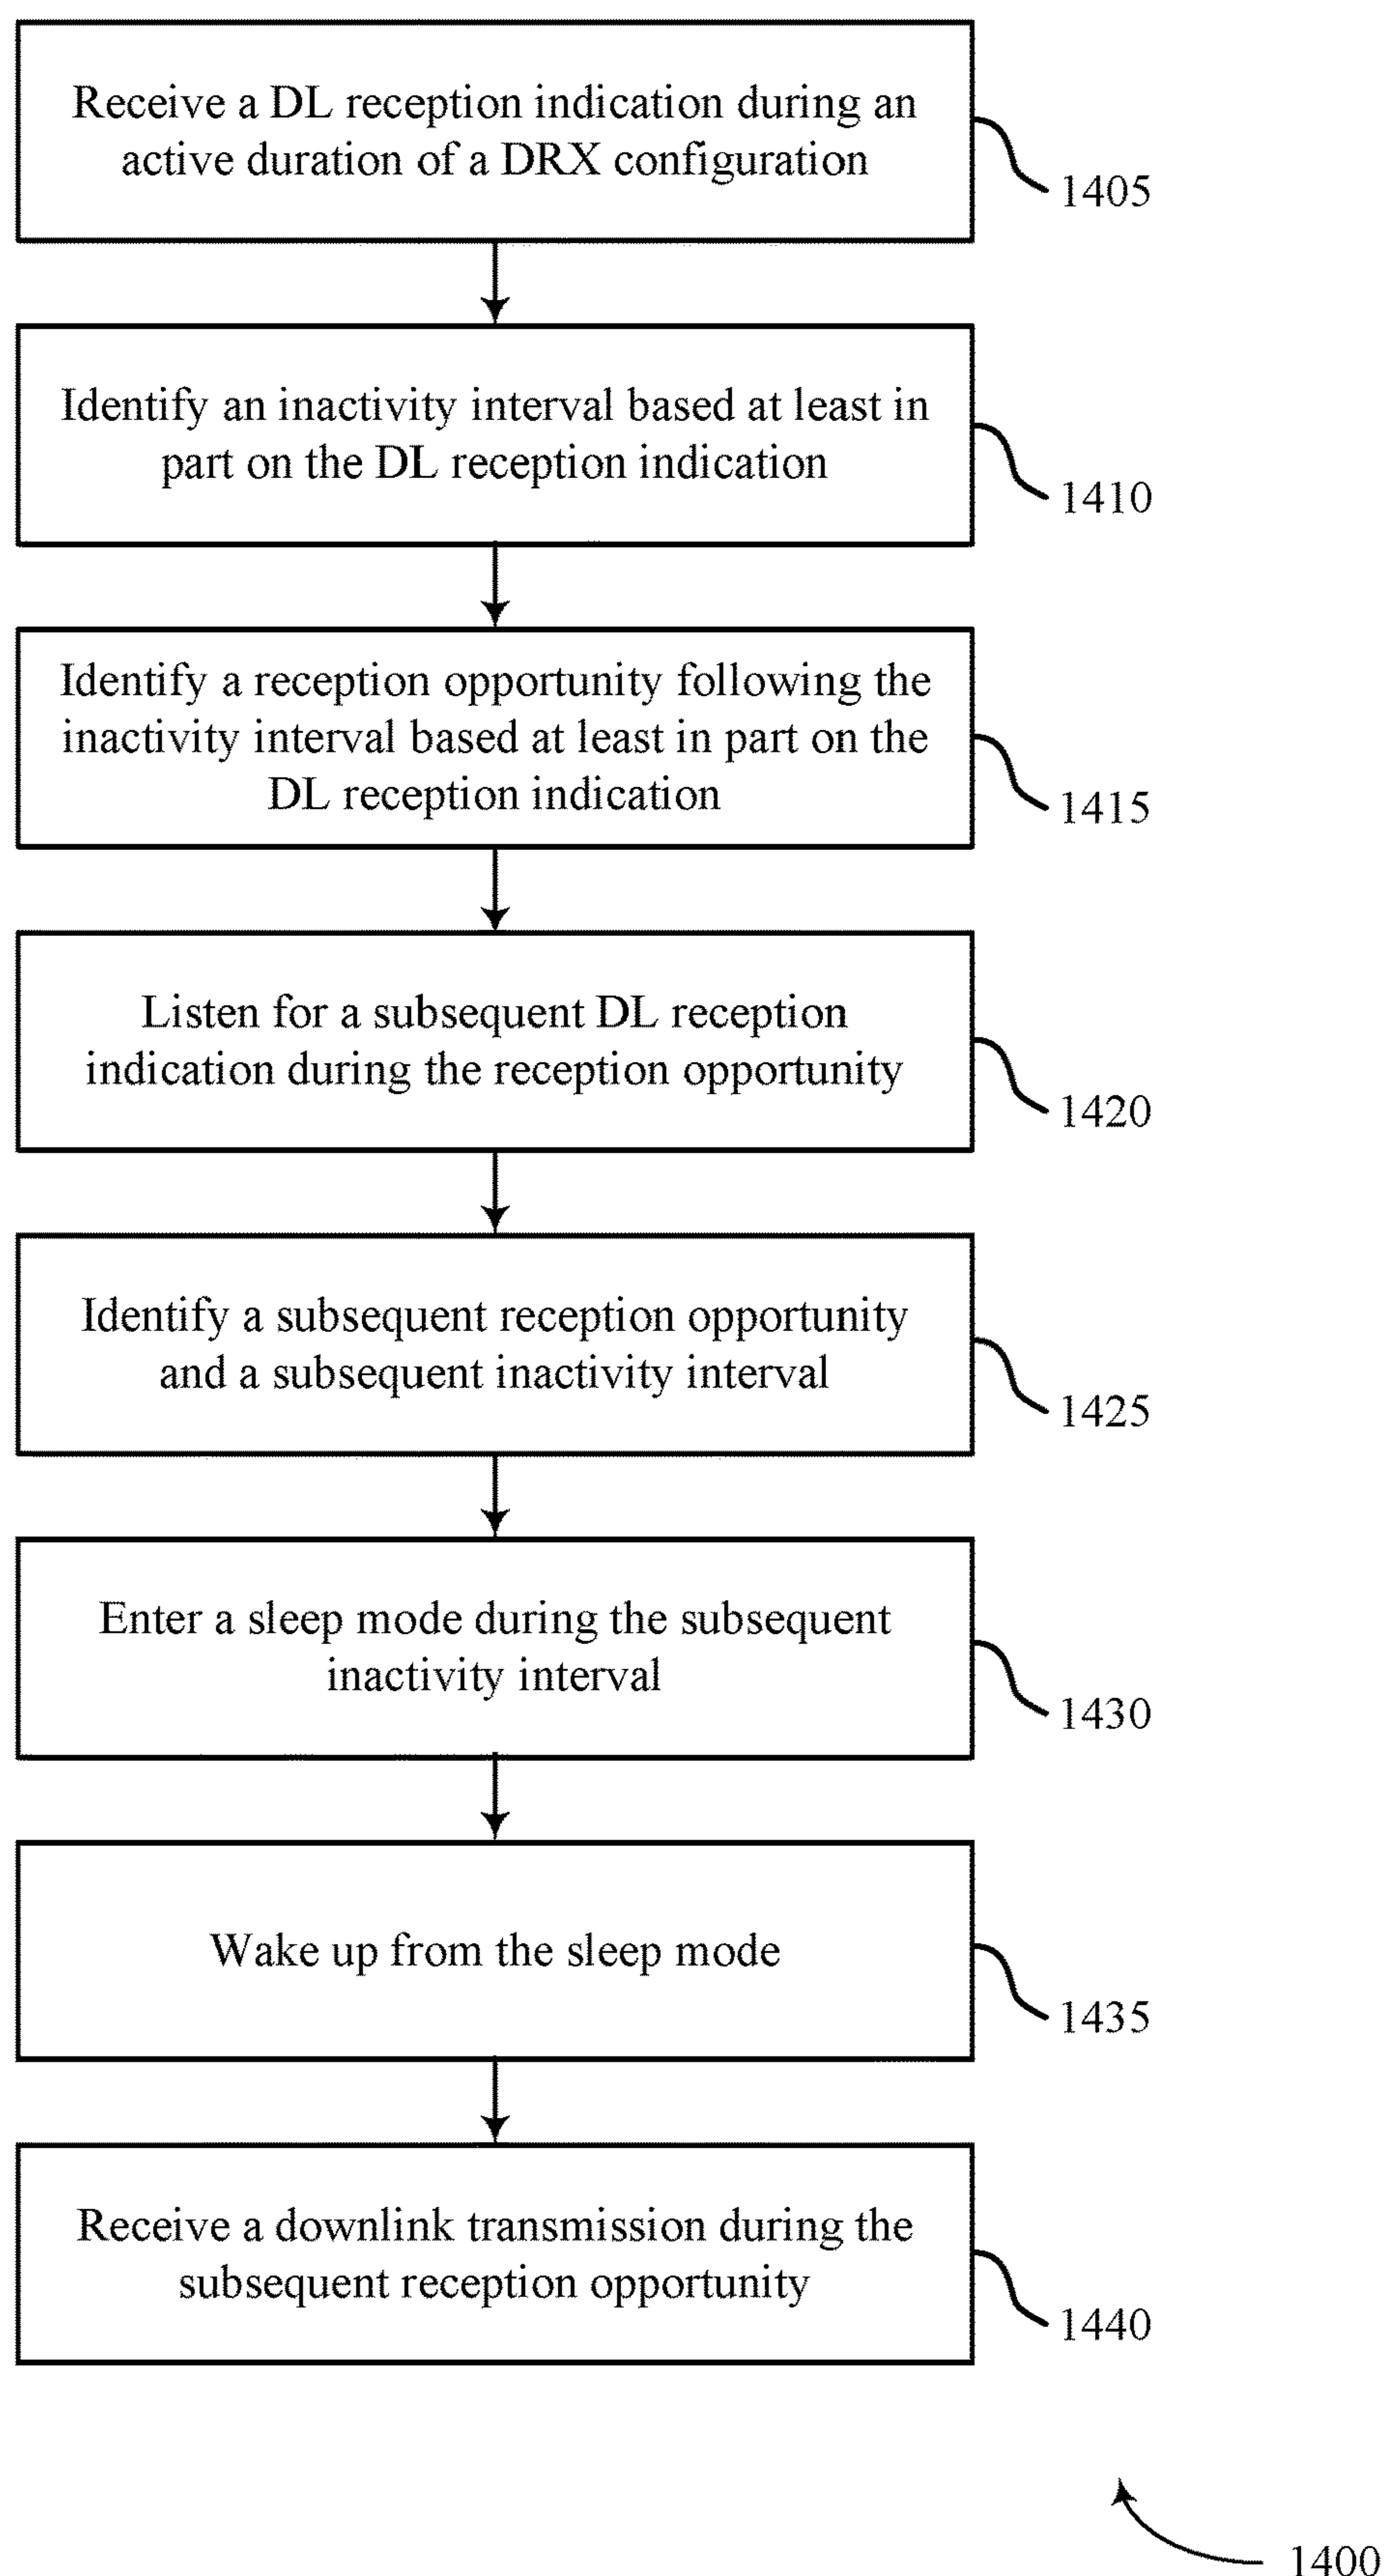 Receive a DL reception indication during an
active duration of a DRX configuration
1405
Identify an inactivity interval based at least in
part on the DL reception indication
1410
Identify a reception opportunity following the
inactivity interval based at least in part on the
DL reception indication
1415
Listen for a subsequent DL reception
indication during the reception opportunity
1420
Identify a subsequent reception opportunity
and a subsequent inactivity interval
1425
Enter a sleep mode during the subsequent
inactivity interval
1430
Wake up from the sleep mode
1435
Receive a downlink transmission during the
subsequent reception opportunity
1440
1400